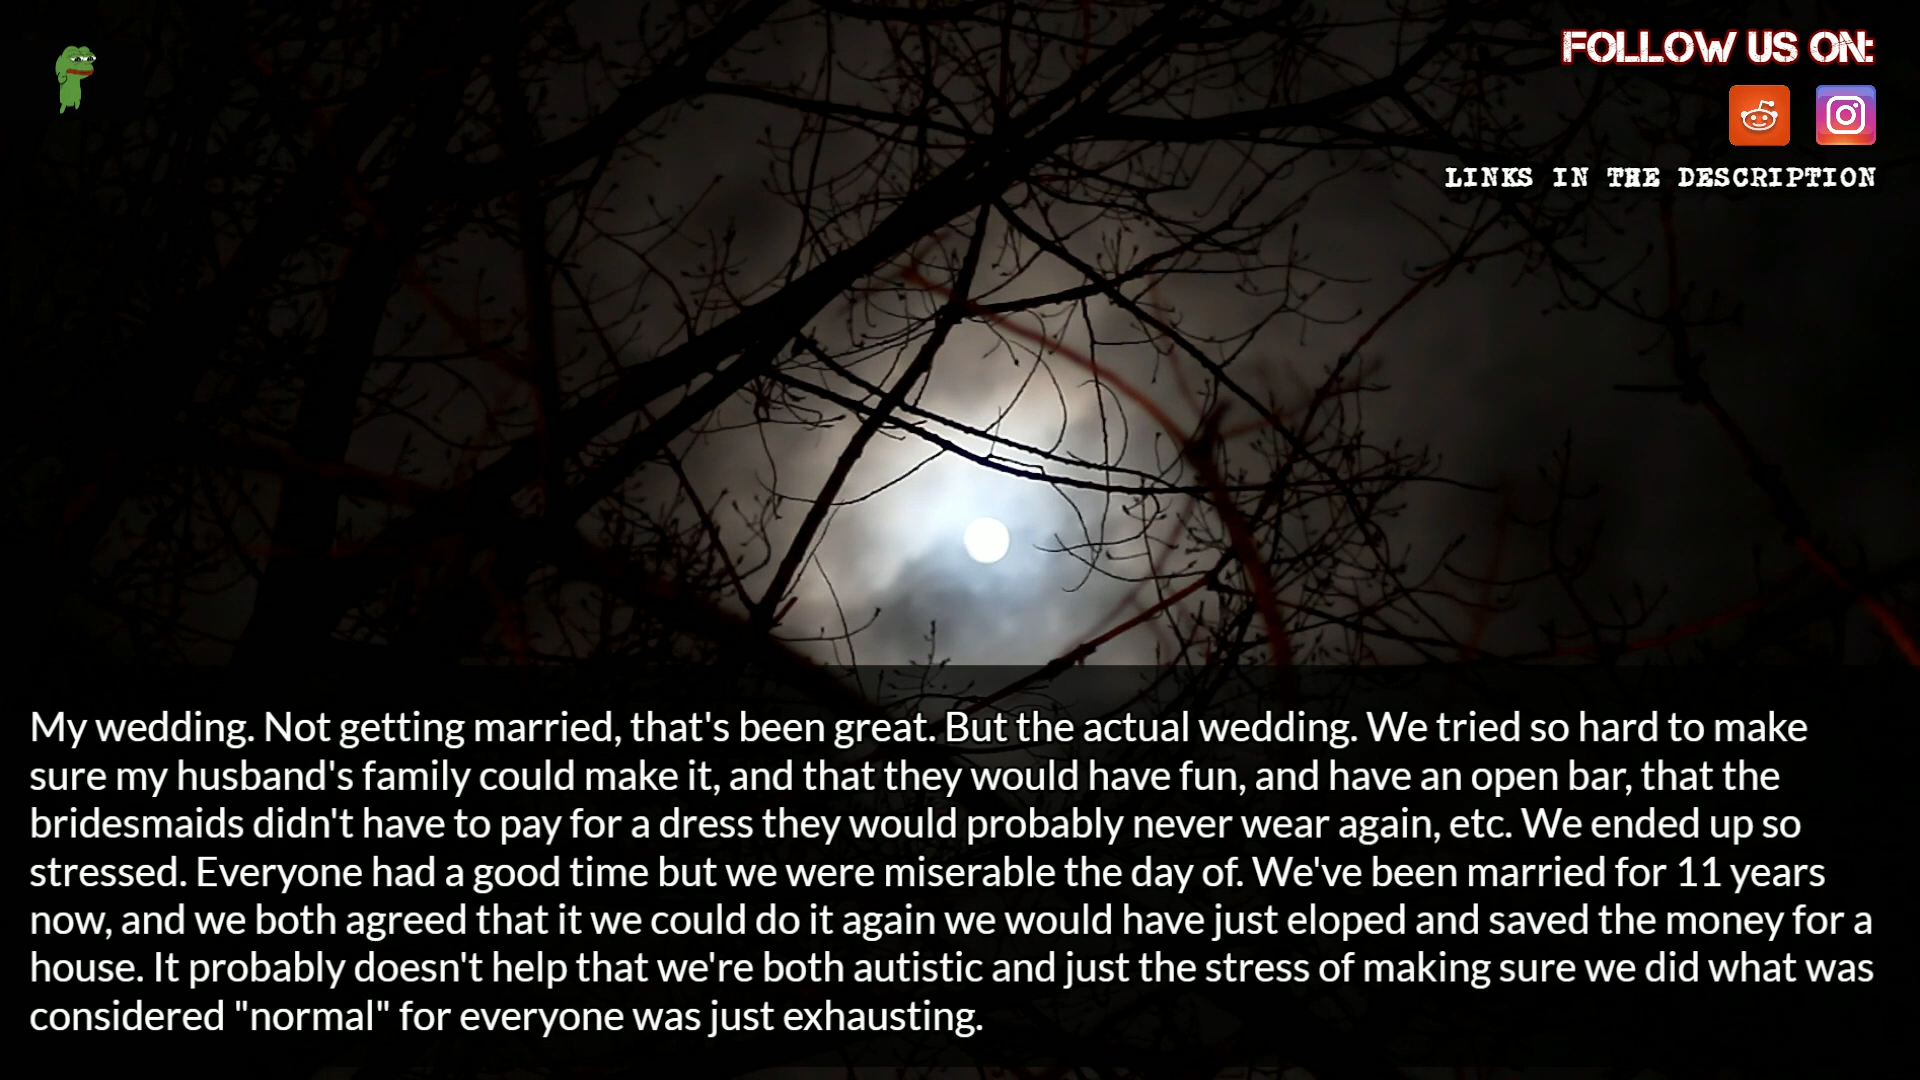 FOLLOW US ON:
LINKS IN THE DESCRIPTION
My wedding. Not getting married, that's been great. But the actual wedding. We tried so hard to make
sure my husband's family could make it, and that they would have fun, and have an open bar, that the
bridesmaids didn't have to pay for a dress they would probably never wear again, etc. We ended up so
stressed. Everyone had a good time but we were miserable the day of. We've been married for 11 years
now, and we both agreed that it we could do it again we would have just eloped and saved the money for a
house. It probably doesn't help that we're both autistic and just the stress of making sure we did what was
considered "normal" for everyone was just exhausting.